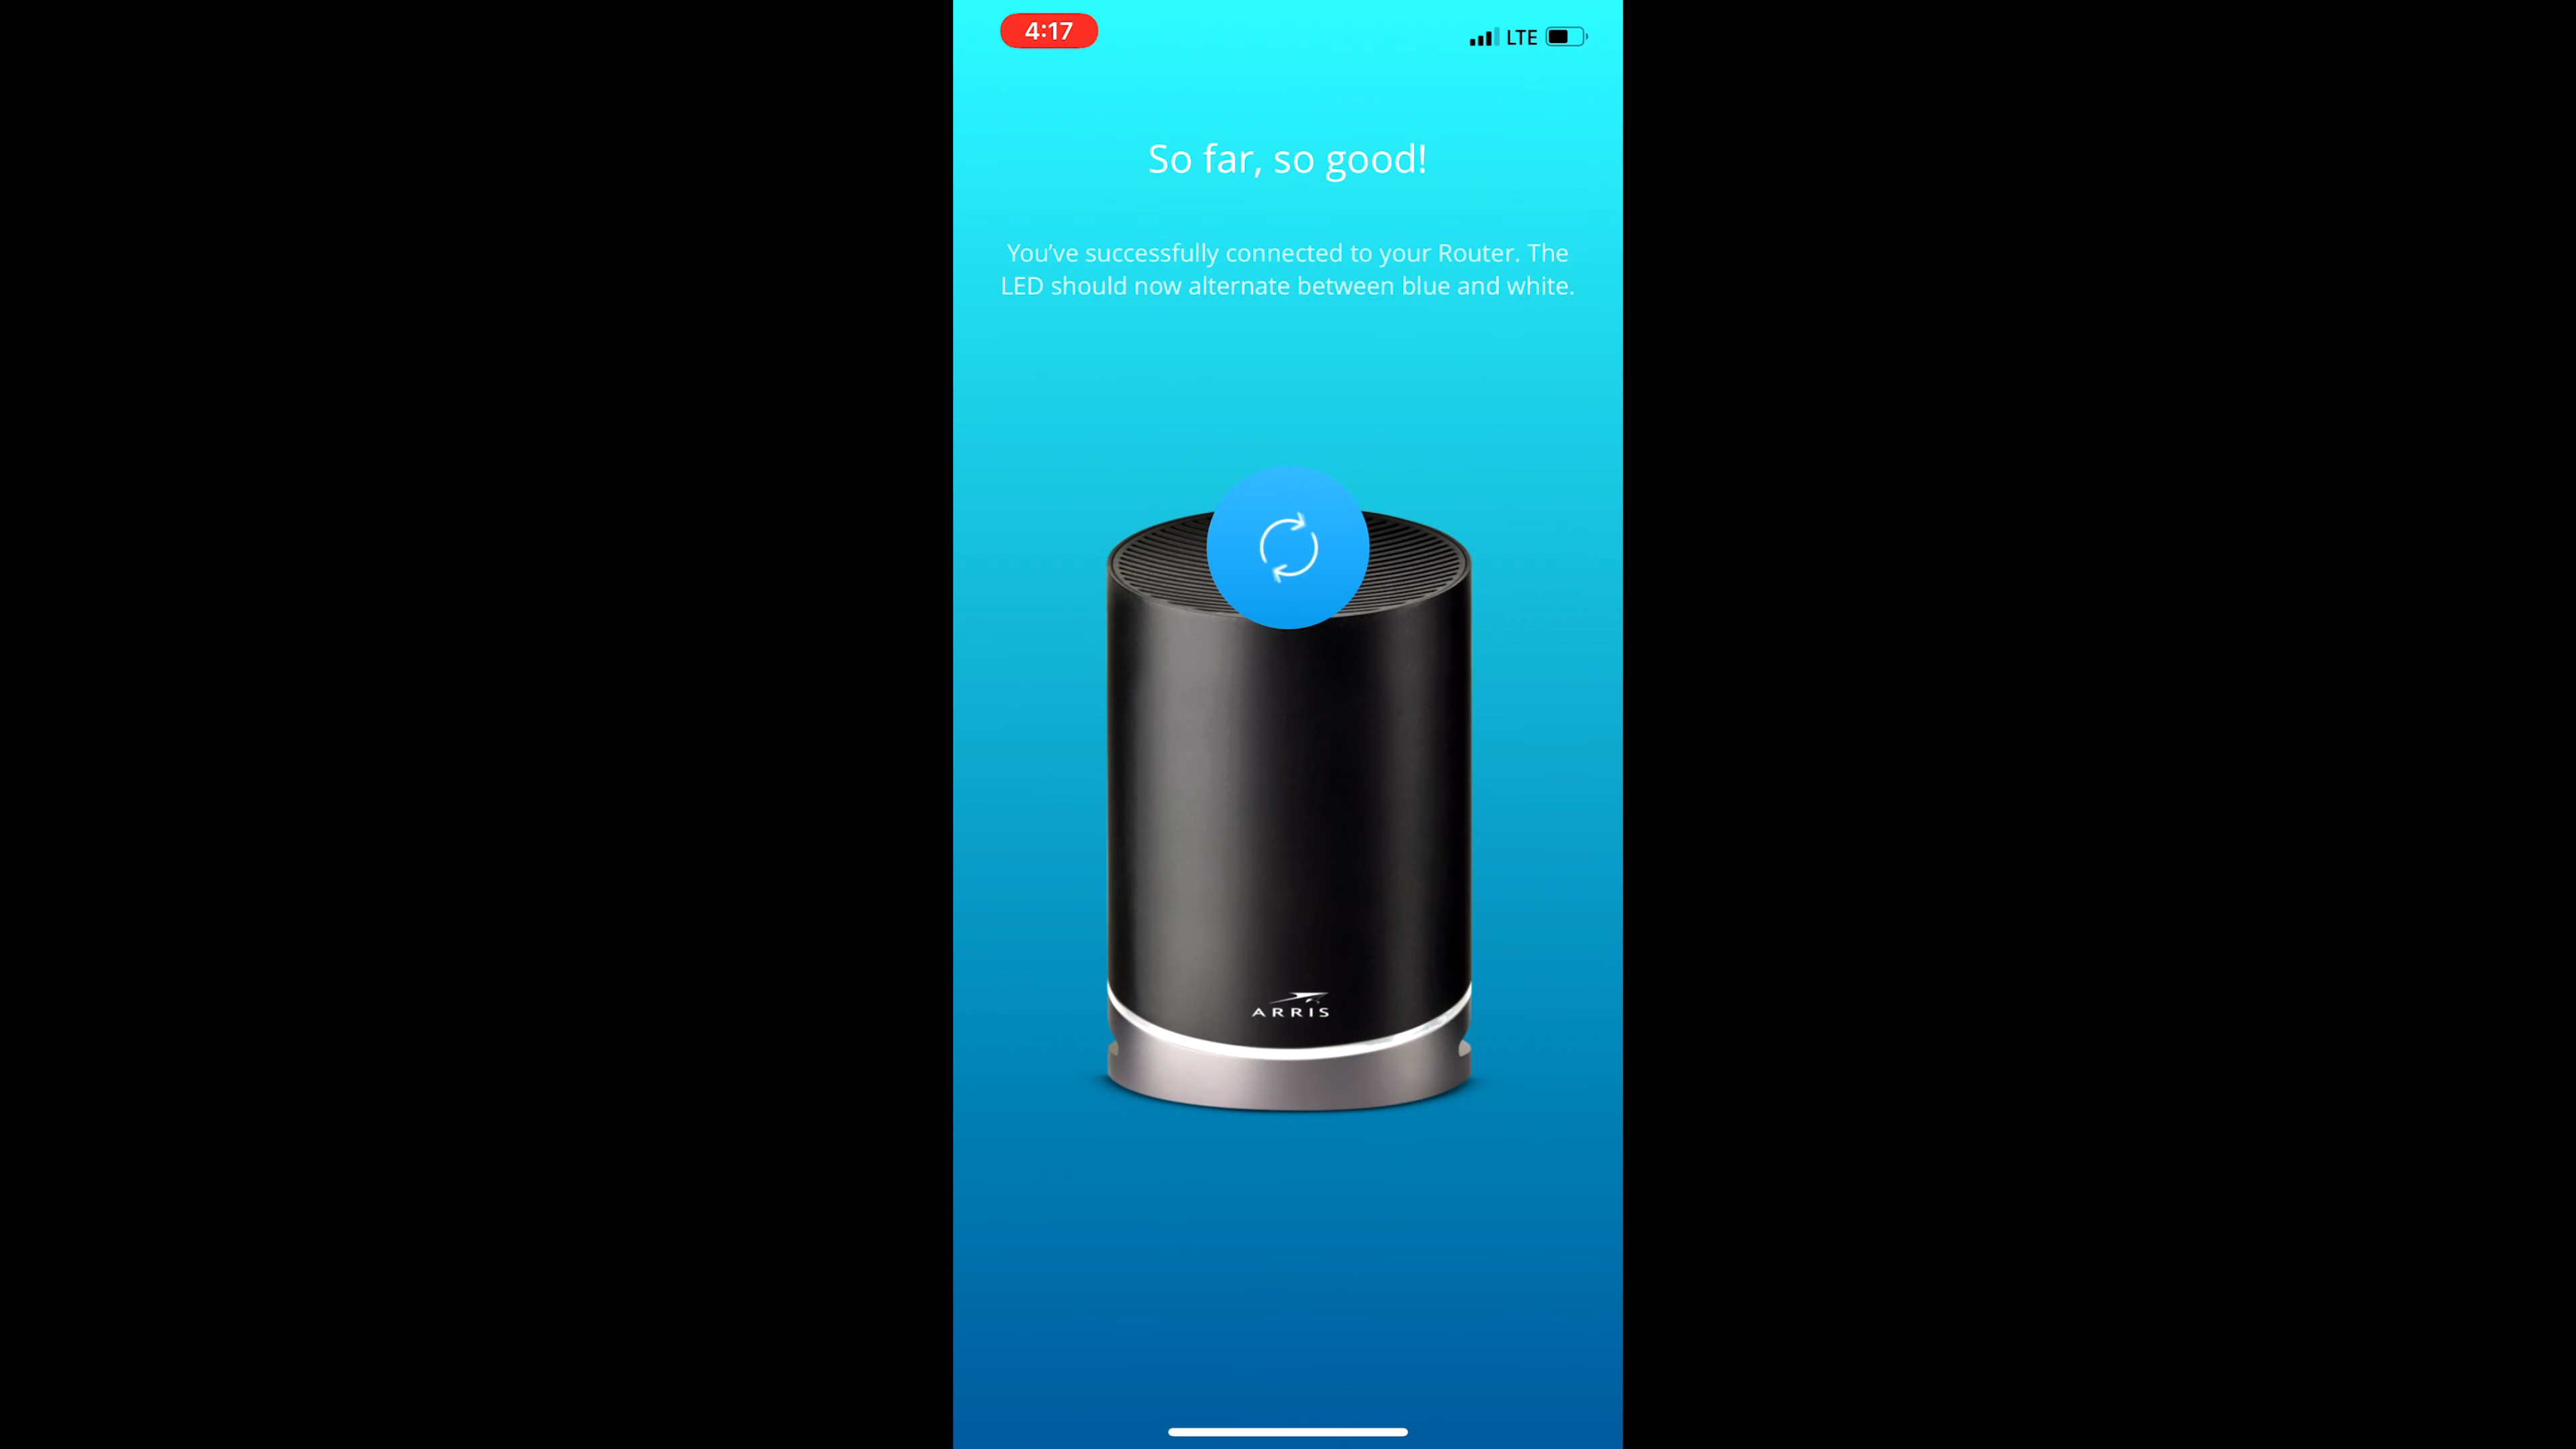 4:17
LTE
So far, so good!
You’ve successfully connected to your Router. The
LED should now alternate between blue and white.
ARRIS